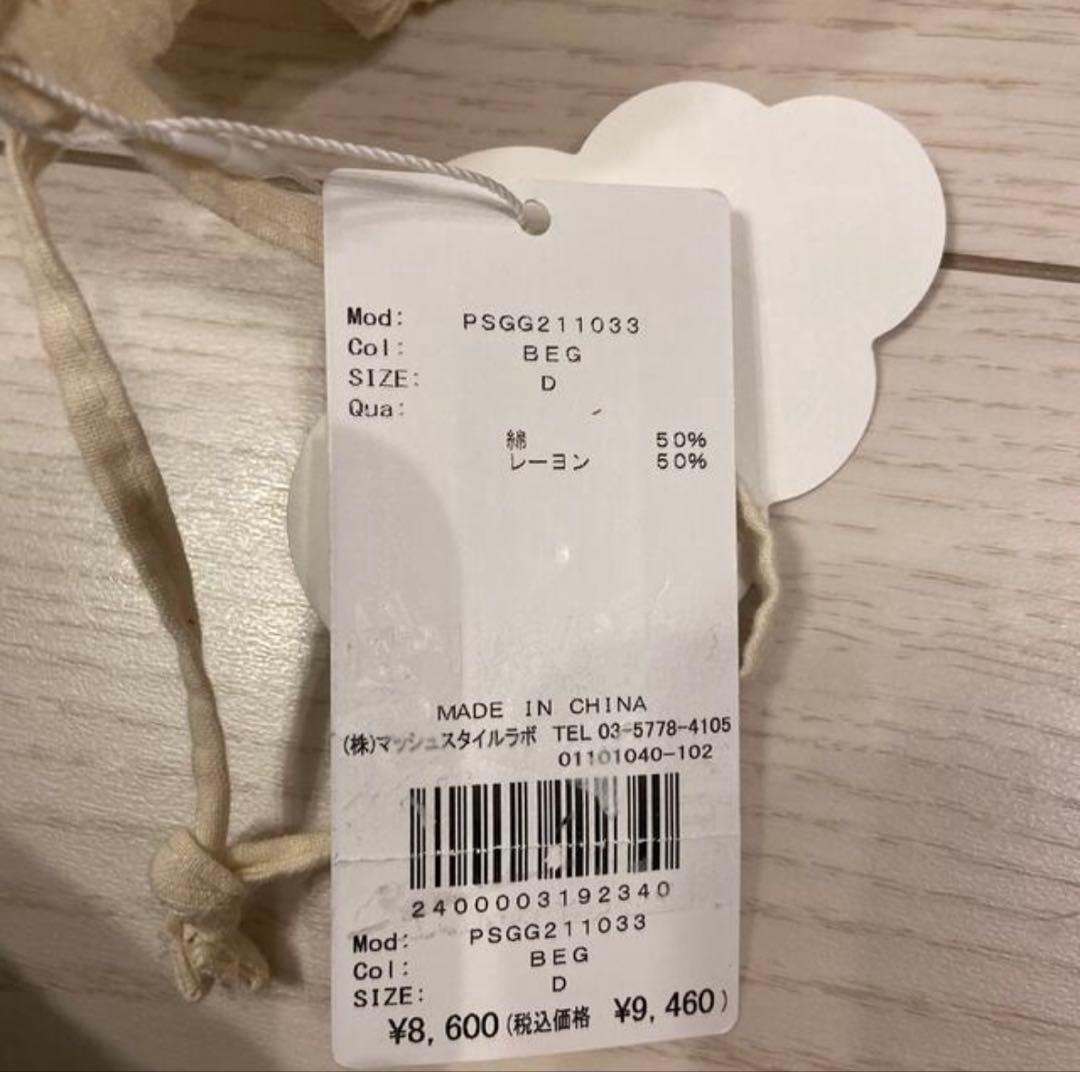 Mod: PSGG211033
Col: BEG
SIZE: D
Qua:
綿 50%
レーヨン 50%
MADE IN CHINA
(株)マッシュスタイルラボ TEL 03-5778-4105
01101040-102
2400003192340
Mod: PSGG211033
Col: BEG
SIZE: D
¥8,600(税込価格 ¥9,460)